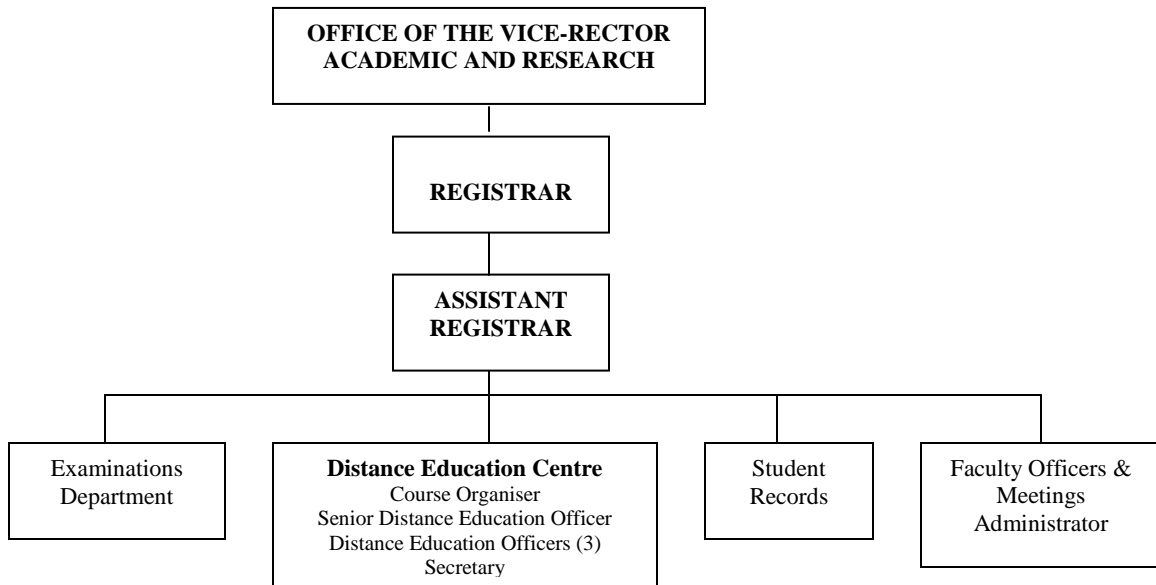 OFFICE OF THE VICE-RECTOR
ACADEMIC AND RESEARCH
REGISTRAR
ASSISTANT
REGISTRAR
Examinations
Department
Distance Education Centre
Course Organiser
Senior Distance Education Officer
Distance Education Officers (3)
Secretary
Student
Records
Faculty Officers &
Meetings
Administrator